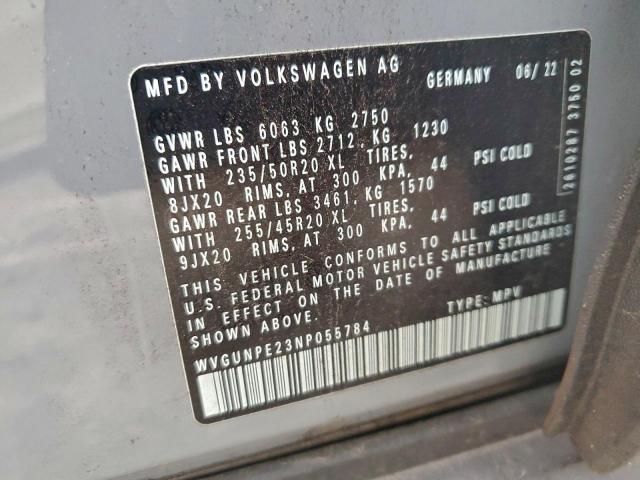 MFD BY VOLKSWAGEN AG GERMANY 06/22
GVWR LBS 6063 KG 2750
GAWR FRONT LBS 2712, KG 1230
WITH 235/50R20 XL TIRES,
8JX20 RIMS, AT 300 KPA, 44 PSI COLD
GAWR REAR LBS 3461, KG 1570
WITH 255/45R20 XL TIRES,
9JX20 RIMS, AT 300 KPA, 44 PSI COLD
THIS VEHICLE CONFORMS TO ALL APPLICABLE
U.S. FEDERAL MOTOR VEHICLE SAFETY STANDARDS
IN EFFECT ON THE DATE OF MANUFACTURE
SHOWN ABOVE. TYPE: MPV
WVGUNPE23NP055784
2610287 3750 02